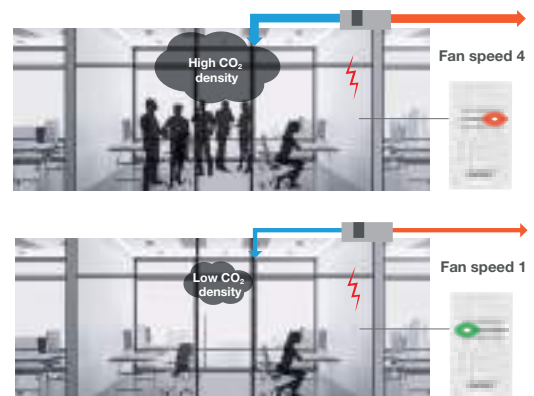 High CO₂
density
Fan speed 4
Low CO₂
density
Fan speed 1